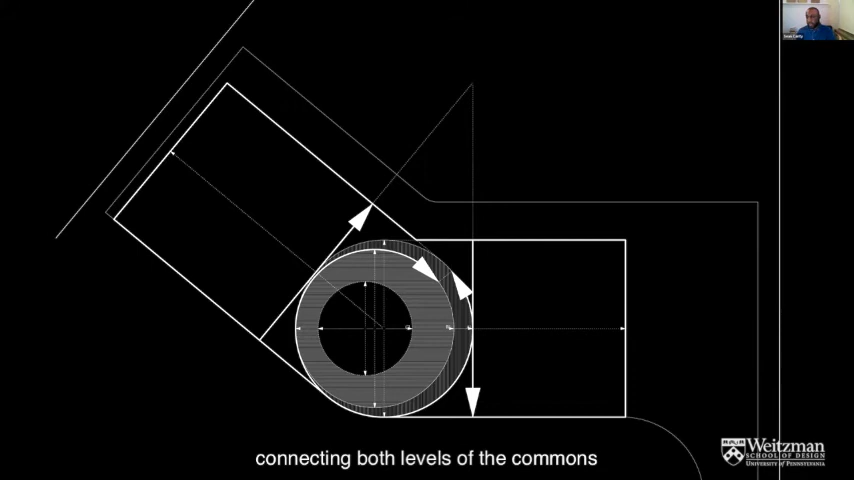 connecting both levels of the commons
Weitzman
SCHOOL OF DESIGN
UNIVERSITY of PENNSYLVANIA